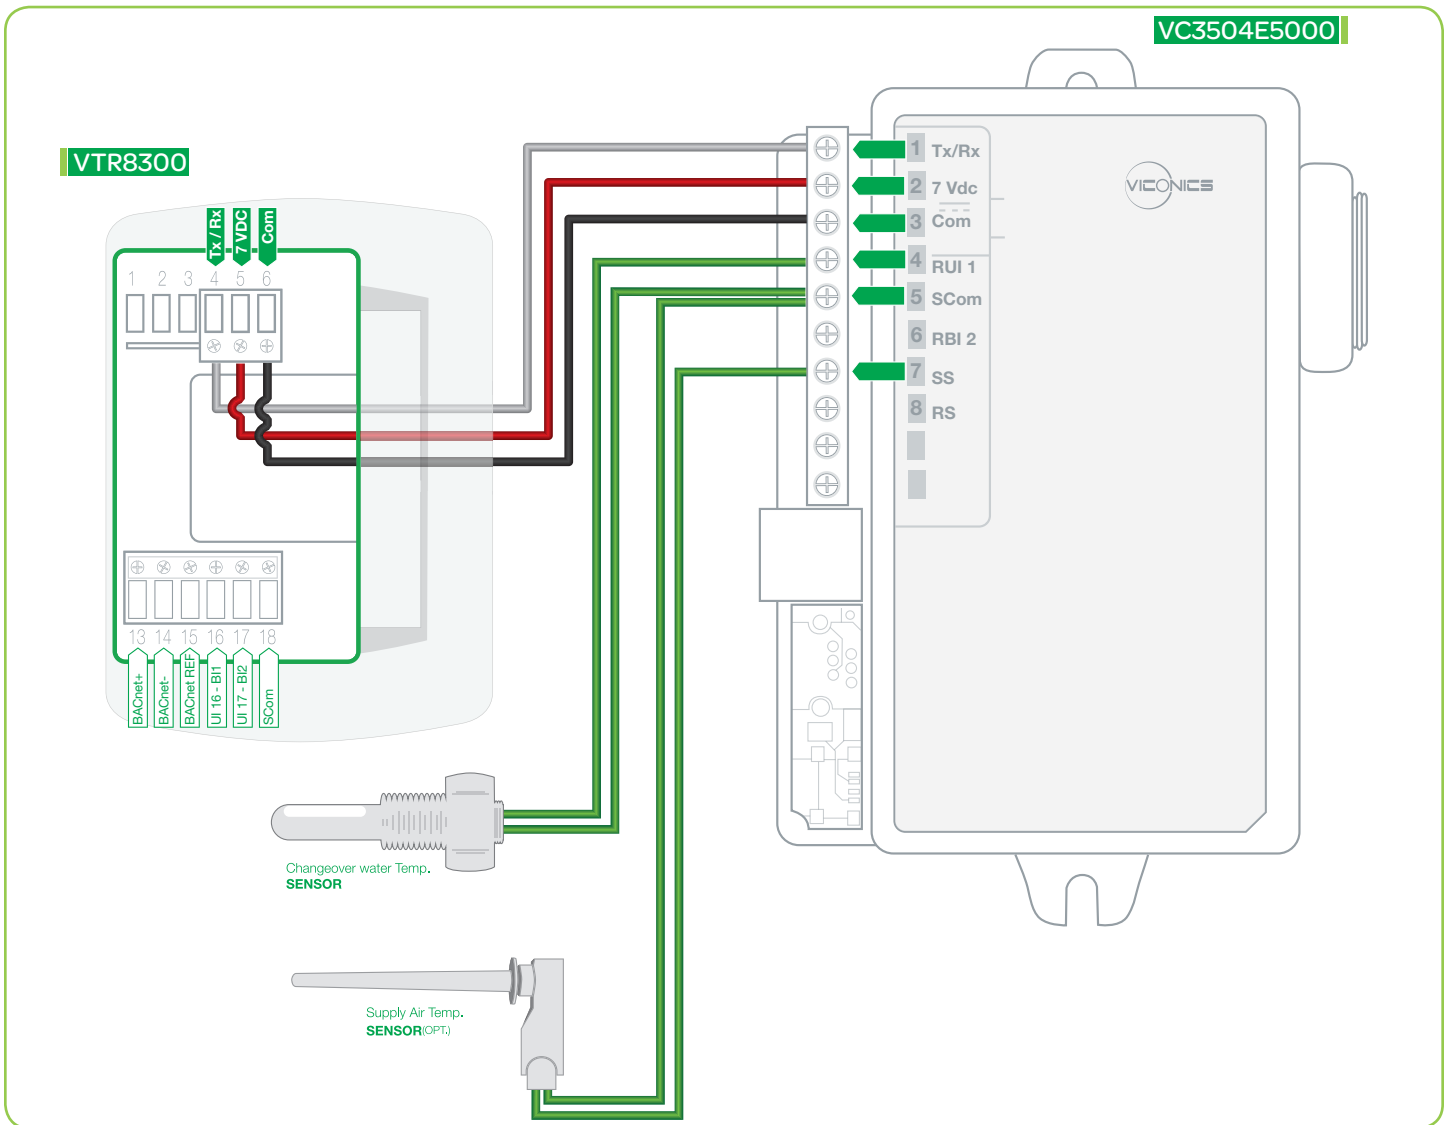 VC3504E5000
VTR8300
Tx / Rx
7 VDC
Com
1 2 3 4 5 6
13 14 15 16 17 18
BACnet+
BACnet-
BACnet REF
UI 16 - BI1
UI 17 - BI2
SCom
1 Tx/Rx
2 7 Vdc
3 Com
4 RUI 1
5 SCom
6 RBI 2
7 SS
8 RS
VICONICS
Changeover water Temp.
SENSOR
Supply Air Temp.
SENSOR(OPT.)